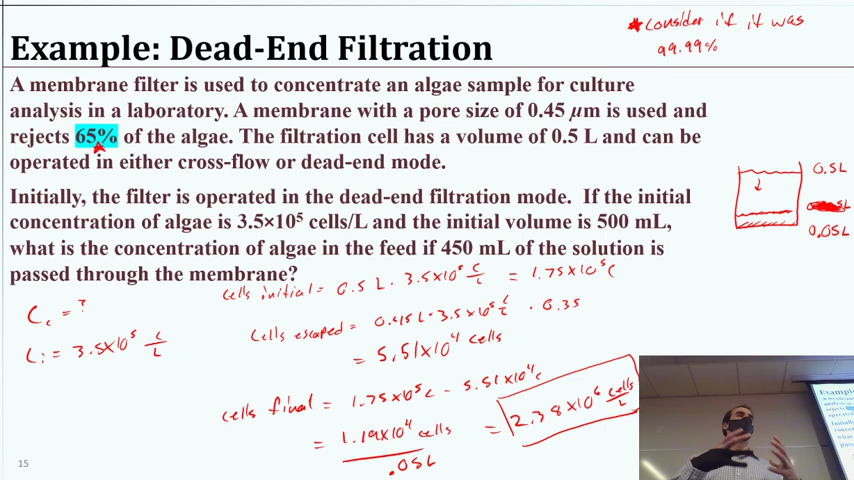 15
* consider if it was
99.99%
Example: Dead-End Filtration
A membrane filter is used to concentrate an algae sample for culture
analysis in a laboratory. A membrane with a pore size of 0.45 µm is used and
rejects 65% of the algae. The filtration cell has a volume of 0.5 L and can be
operated in either cross-flow or dead-end mode.
0.5L
0.05L
Initially, the filter is operated in the dead-end filtration mode. If the initial
concentration of algae is 3.5×10⁵ cells/L and the initial volume is 500 mL,
what is the concentration of algae in the feed if 450 mL of the solution is
passed through the membrane?
cells initial = 0.5 L · 3.5×10⁵ C/L = 1.75×10⁵ C
Cc = ?
Ci = 3.5×10⁵ C/L
cells escaped = 0.45 L · 3.5×10⁵ C/L · 0.35
= 5.51×10⁴ cells
cells final = 1.75×10⁵ C - 5.51×10⁴ C
= 1.19×10⁴ cells / .05L = 2.38×10⁶ cells/L
15